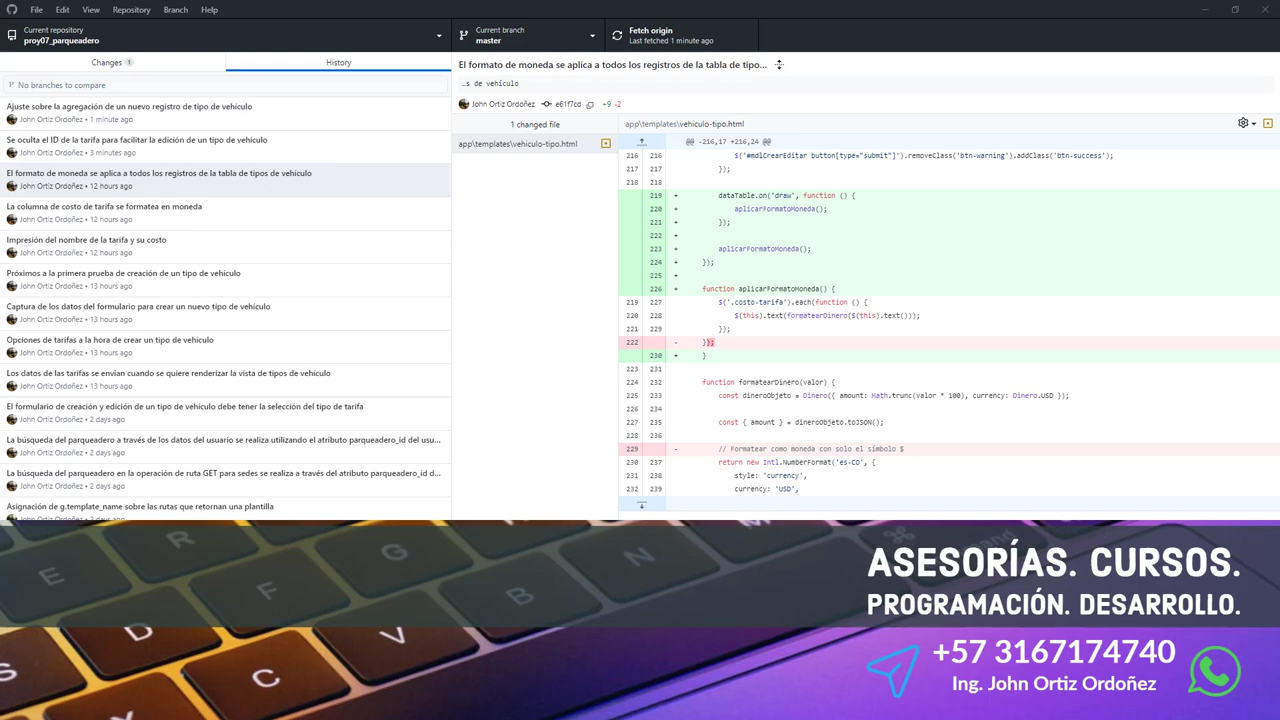 File Edit View Repository Branch Help
Current repository
proy07_parqueadero
Current branch
master
Fetch origin
Last fetched 1 minute ago
Changes 1
History
No branches to compare
Ajuste sobre la agregación de un nuevo registro de tipo de vehículo
John Ortiz Ordoñez • 1 minute ago
Se oculta el ID de la tarifa para facilitar la edición de un tipo de vehículo
John Ortiz Ordoñez • 3 minutes ago
El formato de moneda se aplica a todos los registros de la tabla de tipos de vehículo
John Ortiz Ordoñez • 12 hours ago
La columna de costo de tarifa se formatea en moneda
John Ortiz Ordoñez • 12 hours ago
Impresión del nombre de la tarifa y su costo
John Ortiz Ordoñez • 12 hours ago
Próximos a la primera prueba de creación de un tipo de vehículo
John Ortiz Ordoñez • 13 hours ago
Captura de los datos del formulario para crear un nuevo tipo de vehículo
John Ortiz Ordoñez • 13 hours ago
Opciones de tarifas a la hora de crear un tipo de vehículo
John Ortiz Ordoñez • 13 hours ago
Los datos de las tarifas se envían cuando se quiere renderizar la vista de tipos de vehículo
John Ortiz Ordoñez • 13 hours ago
El formulario de creación y edición de un tipo de vehículo debe tener la selección del tipo de tarifa
John Ortiz Ordoñez • 2 days ago
La búsqueda del parqueadero a través de los datos del usuario se realiza utilizando el atributo parqueadero_id del usu...
John Ortiz Ordoñez • 2 days ago
La búsqueda del parqueadero en la operación de ruta GET para sedes se realiza a través del atributo parqueadero_id d...
John Ortiz Ordoñez • 2 days ago
Asignación de g.template_name sobre las rutas que retornan una plantilla
John Ortiz Ordoñez • 2 days ago
El formato de moneda se aplica a todos los registros de la tabla de tipo...
…s de vehículo
John Ortiz Ordoñez e61f7cd +9 -2
1 changed file
app\templates\vehiculo-tipo.html
app\templates\vehiculo-tipo.html
@@ -216,17 +216,24 @@
216 216 $('#mdlCrearEditar button[type="submit"]').removeClass('btn-warning').addClass('btn-success');
217 217 });
218 218
219 + dataTable.on('draw', function () {
220 + aplicarFormatoMoneda();
221 + });
222 +
223 + aplicarFormatoMoneda();
224 + });
225 +
226 + function aplicarFormatoMoneda() {
219 227 $('.costo-tarifa').each(function () {
220 228 $(this).text(formatearDinero($(this).text()));
221 229 });
222 - });
230 + }
223 231
224 232 function formatearDinero(valor) {
225 233 const dineroObjeto = Dinero({ amount: Math.trunc(valor * 100), currency: Dinero.USD });
226 234
227 235 const { amount } = dineroObjeto.toJSON();
228 236
229 - // Formatear como moneda con solo el símbolo $
230 237 return new Intl.NumberFormat('es-CO', {
231 238 style: 'currency',
232 239 currency: 'USD',
E R G N F B D V C S
ASESORÍAS. CURSOS.
PROGRAMACIÓN. DESARROLLO.
+57 3167174740
Ing. John Ortiz Ordoñez